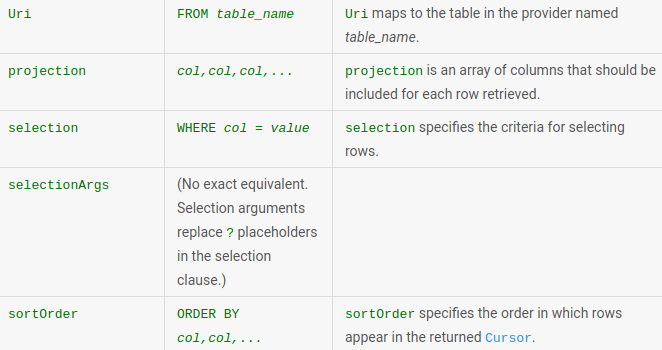 Uri FROM table_name Uri maps to the table in the provider named
table_name.
projection col,col,col,... projection is an array of columns that should be
included for each row retrieved.
selection WHERE col = value selection specifies the criteria for selecting
rows.
selectionArgs (No exact equivalent.
Selection arguments
replace ? placeholders
in the selection
clause.)
sortOrder ORDER BY sortOrder specifies the order in which rows
col,col,... appear in the returned Cursor.